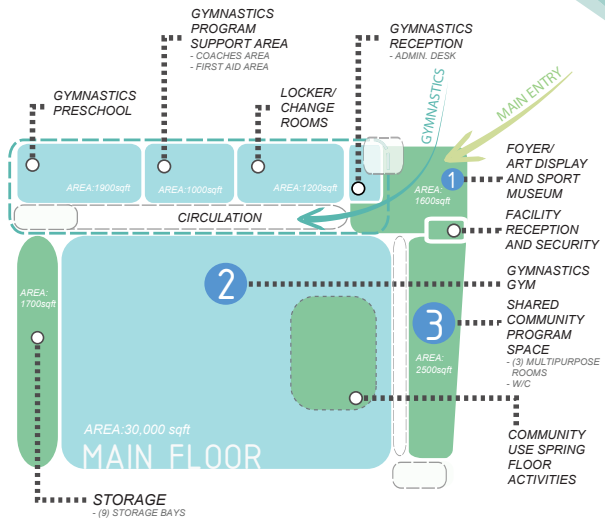 GYMNASTICS
PROGRAM
SUPPORT AREA
- COACHES AREA
- FIRST AID AREA
GYMNASTICS
RECEPTION
- ADMIN. DESK
GYMNASTICS
PRESCHOOL
LOCKER/
CHANGE
ROOMS
GYMNASTICS
MAIN ENTRY
FOYER/
ART DISPLAY
AND SPORT
MUSEUM
AREA:1900sqft
AREA:1000sqft
AREA:1200sqft
AREA:
1600sqft
1
CIRCULATION
FACILITY
RECEPTION
AND SECURITY
GYMNASTICS
GYM
2
AREA:
1700sqft
SHARED
COMMUNITY
PROGRAM
SPACE
- (3) MULTIPURPOSE
ROOMS
- W/C
3
AREA:
2500sqft
AREA:30,000 sqft
MAIN FLOOR
COMMUNITY
USE SPRING
FLOOR
ACTIVITIES
STORAGE
- (9) STORAGE BAYS